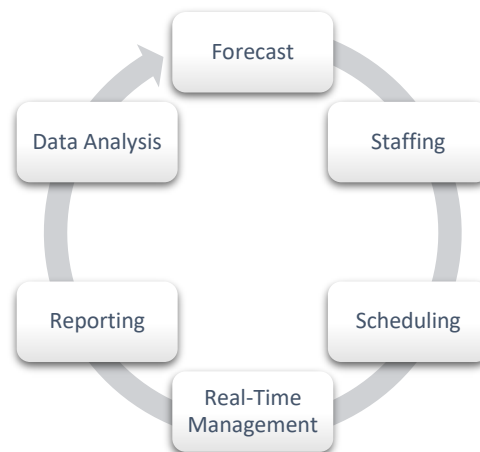 Forecast
Staffing
Scheduling
Real-Time
Management
Reporting
Data Analysis